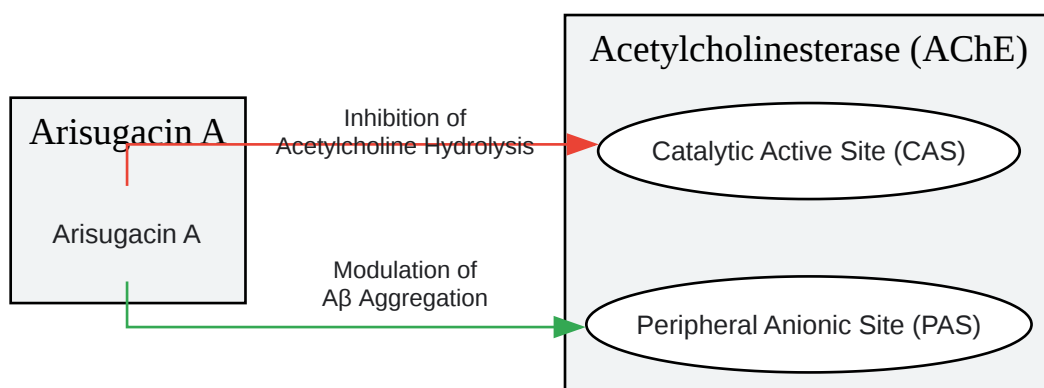 Acetylcholinesterase (AChE)
Arisugacin A
Inhibition of
Acetylcholine Hydrolysis
Catalytic Active Site (CAS)
Arisugacin A
Modulation of
Aβ Aggregation
Peripheral Anionic Site (PAS)